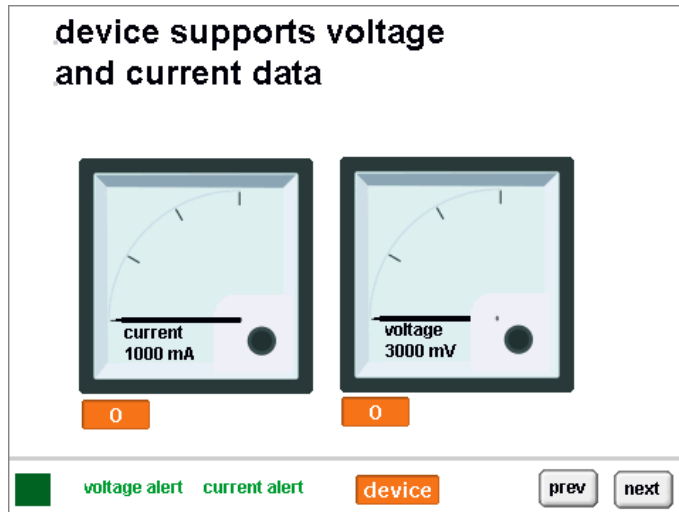 device supports voltage
and current data
current
1000 mA
voltage
3000 mV
0
0
voltage alert
current alert
device
prev
next